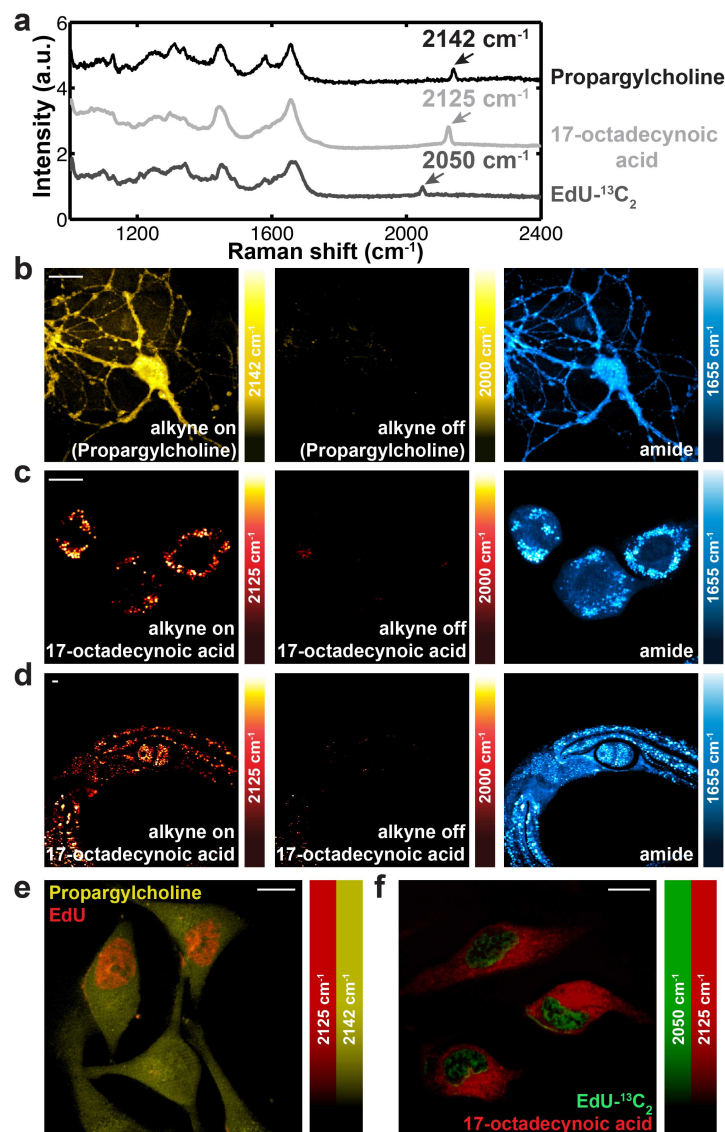 a
6
4
2
0
Intensity (a.u.)
2142 cm⁻¹
Propargylcholine
2125 cm⁻¹
17-octadecynoic
acid
2050 cm⁻¹
EdU-¹³C₂
1200
1600
2000
2400
Raman shift (cm⁻¹)
b
alkyne on
(Propargylcholine)
2142 cm⁻¹
alkyne off
(Propargylcholine)
2000 cm⁻¹
amide
1655 cm⁻¹
c
alkyne on
17-octadecynoic acid
2125 cm⁻¹
alkyne off
17-octadecynoic acid
2000 cm⁻¹
amide
1655 cm⁻¹
d
alkyne on
17-octadecynoic acid
2125 cm⁻¹
alkyne off
17-octadecynoic acid
2000 cm⁻¹
amide
1655 cm⁻¹
e
Propargylcholine
EdU
2125 cm⁻¹
2142 cm⁻¹
f
EdU-¹³C₂
17-octadecynoic acid
2050 cm⁻¹
2125 cm⁻¹